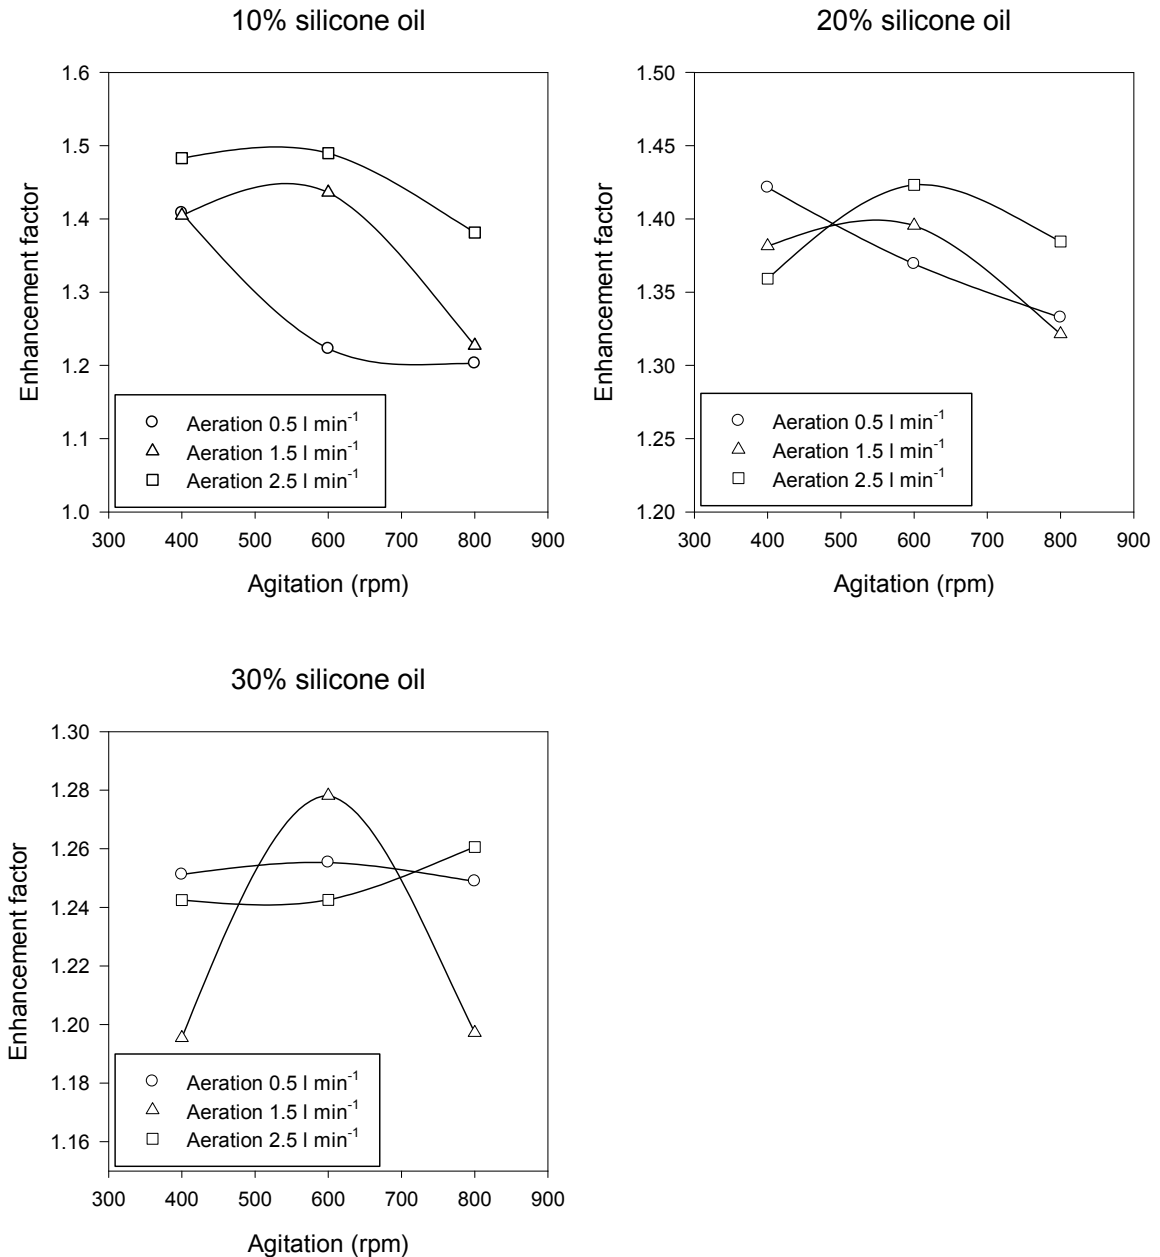 10% silicone oil
1.6
1.5
1.4
1.3
1.2
1.1
1.0
Enhancement factor
Aeration 0.5 l min-1
Aeration 1.5 l min-1
Aeration 2.5 l min-1
300 400 500 600 700 800 900
Agitation (rpm)
20% silicone oil
1.50
1.45
1.40
1.35
1.30
1.25
1.20
Enhancement factor
Aeration 0.5 l min-1
Aeration 1.5 l min-1
Aeration 2.5 l min-1
300 400 500 600 700 800 900
Agitation (rpm)
30% silicone oil
1.30
1.28
1.26
1.24
1.22
1.20
1.18
1.16
Enhancement factor
Aeration 0.5 l min-1
Aeration 1.5 l min-1
Aeration 2.5 l min-1
300 400 500 600 700 800 900
Agitation (rpm)